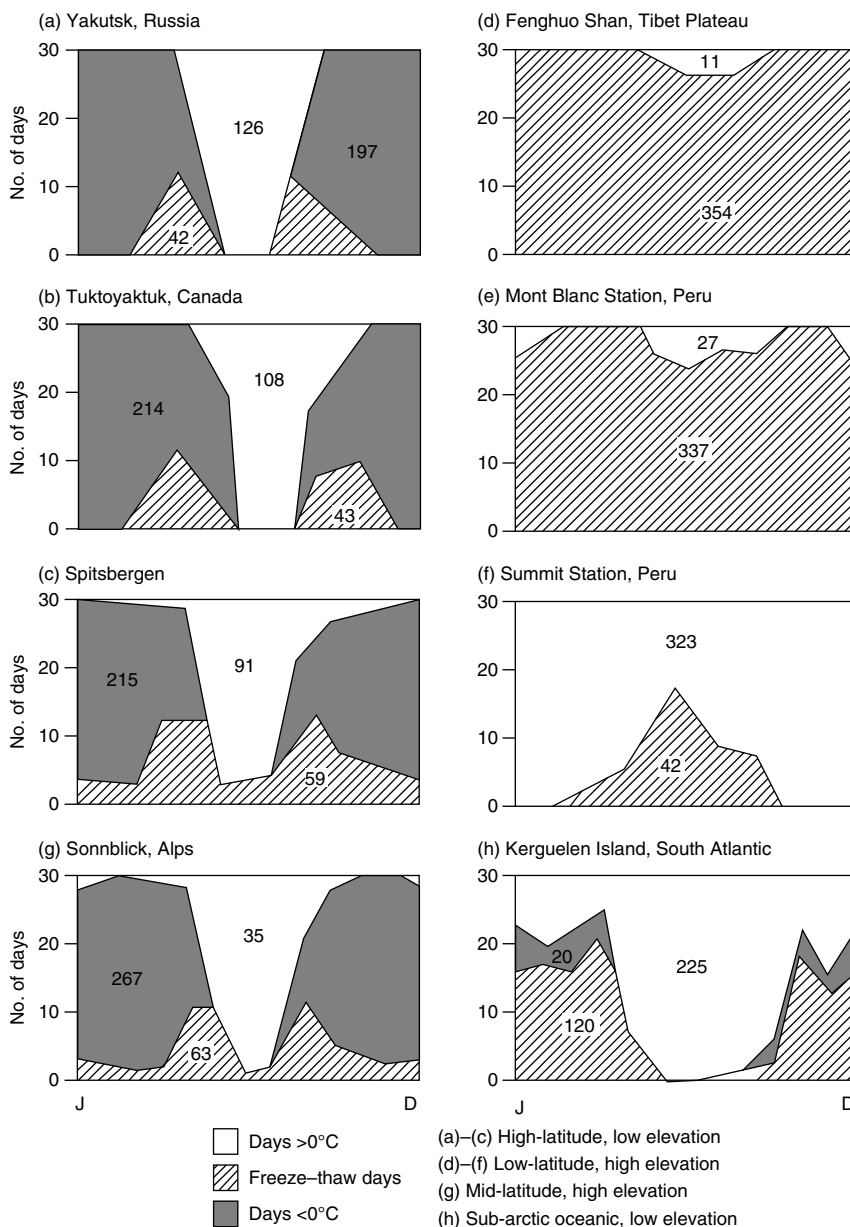 (a) Yakutsk, Russia
No. of days
30
20
10
0
126
197
42
(b) Tuktoyaktuk, Canada
No. of days
30
20
10
0
108
214
43
(c) Spitsbergen
No. of days
30
20
10
0
215
91
59
(g) Sonnblick, Alps
No. of days
30
20
10
0
35
267
63
J
D
(d) Fenghuo Shan, Tibet Plateau
30
20
10
0
11
354
(e) Mont Blanc Station, Peru
30
20
10
0
27
337
(f) Summit Station, Peru
30
20
10
0
323
42
(h) Kerguelen Island, South Atlantic
30
20
10
0
20
225
120
J
D
Days >0°C
Freeze–thaw days
Days <0°C
(a)–(c) High-latitude, low elevation
(d)–(f) Low-latitude, high elevation
(g) Mid-latitude, high elevation
(h) Sub-arctic oceanic, low elevation